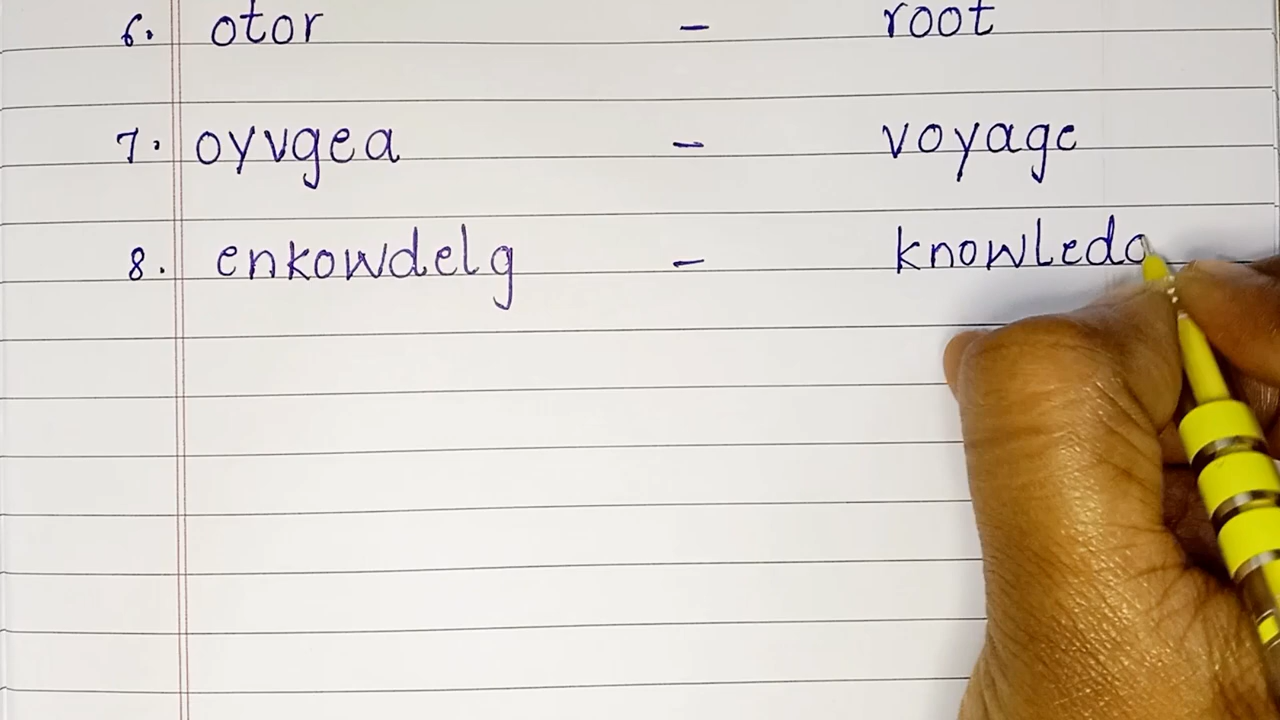 6. otor - root
7. oyvgea - voyage
8. enkowdelg - knowled